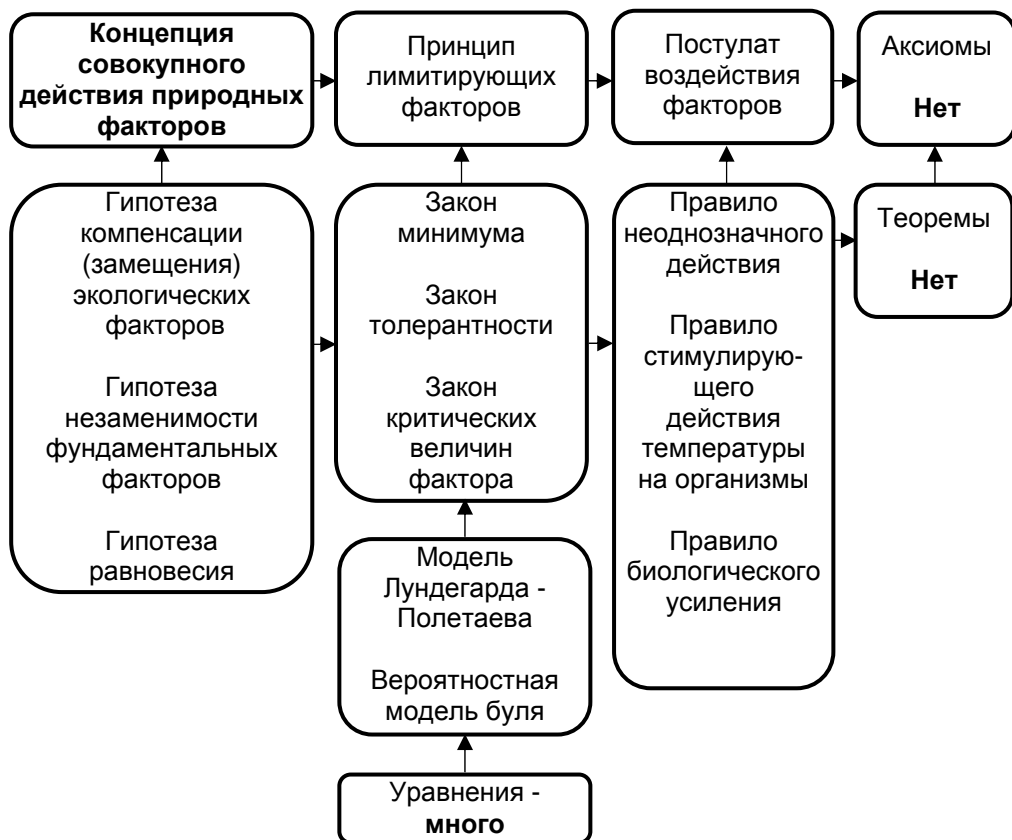 Концепция
совокупного
действия природных
факторов
Принцип
лимитирующих
факторов
Постулат
воздействия
факторов
Аксиомы
Нет
Гипотеза
компенсации
(замещения)
экологических
факторов
Гипотеза
незаменимости
фундаментальных
факторов
Гипотеза
равновесия
Закон
минимума
Закон
толерантности
Закон
критических
величин
фактора
Правило
неоднозначного
действия
Правило
стимулирую-
щего
действия
температуры
на организмы
Правило
биологического
усиления
Теоремы
Нет
Модель
Лундегарда -
Полетаева
Вероятностная
модель буля
Уравнения -
много